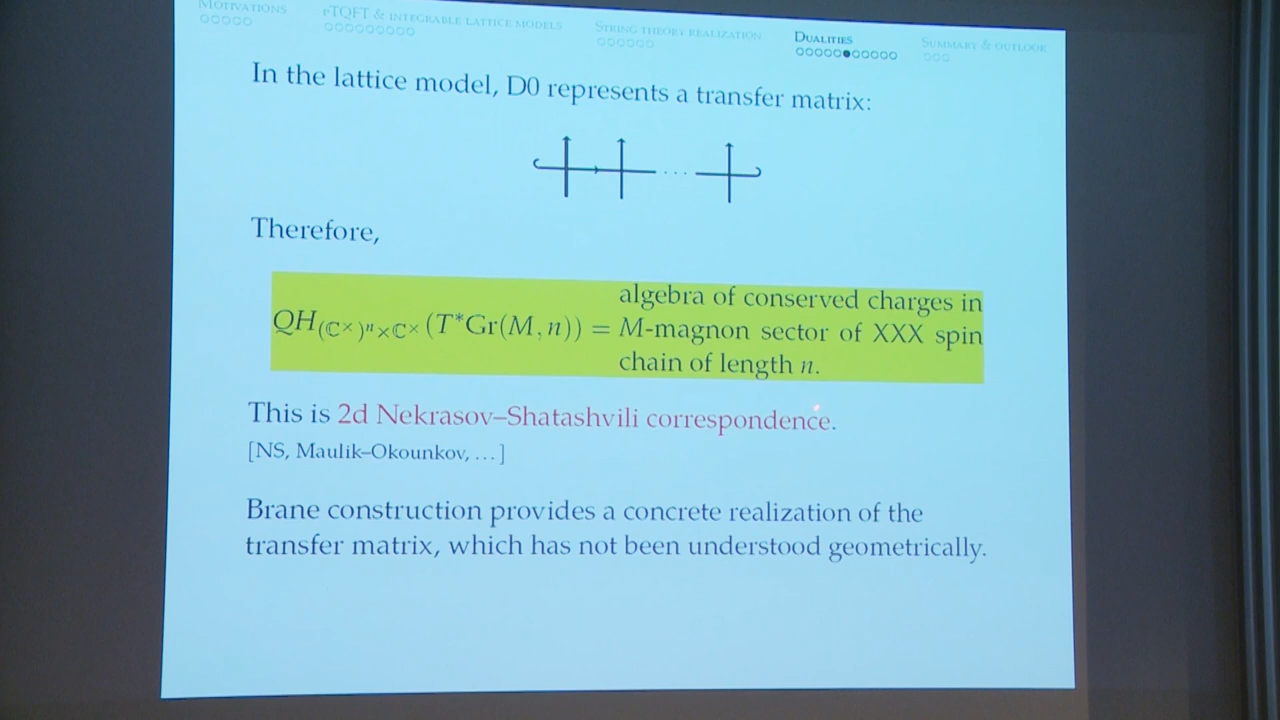 MOTIVATIONS rTQFT & INTEGRABLE LATTICE MODELS STRING THEORY REALIZATION DUALITIES SUMMARY & OUTLOOK
In the lattice model, D0 represents a transfer matrix:
...
Therefore,
algebra of conserved charges in
QH_{(ℂ^×)^n×ℂ^×}(T*Gr(M, n)) = M-magnon sector of XXX spin
chain of length n.
This is 2d Nekrasov–Shatashvili correspondence.
[NS, Maulik–Okounkov, ...]
Brane construction provides a concrete realization of the
transfer matrix, which has not been understood geometrically.